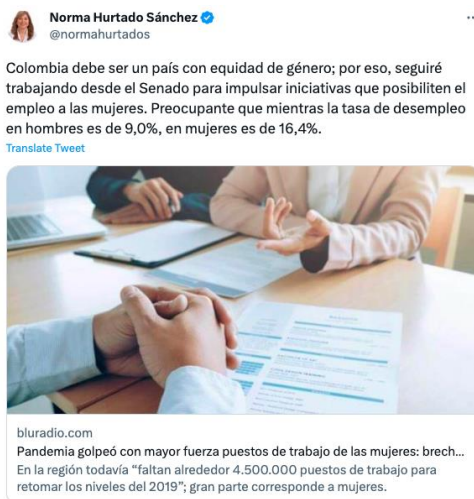 Norma Hurtado Sánchez
@normahurtados
Colombia debe ser un país con equidad de género; por eso, seguiré
trabajando desde el Senado para impulsar iniciativas que posibiliten el
empleo a las mujeres. Preocupante que mientras la tasa de desempleo
en hombres es de 9,0%, en mujeres es de 16,4%.
Translate Tweet
bluradio.com
Pandemia golpeó con mayor fuerza puestos de trabajo de las mujeres: brech...
En la región todavía “faltan alrededor 4.500.000 puestos de trabajo para
retomar los niveles del 2019”; gran parte corresponde a mujeres.